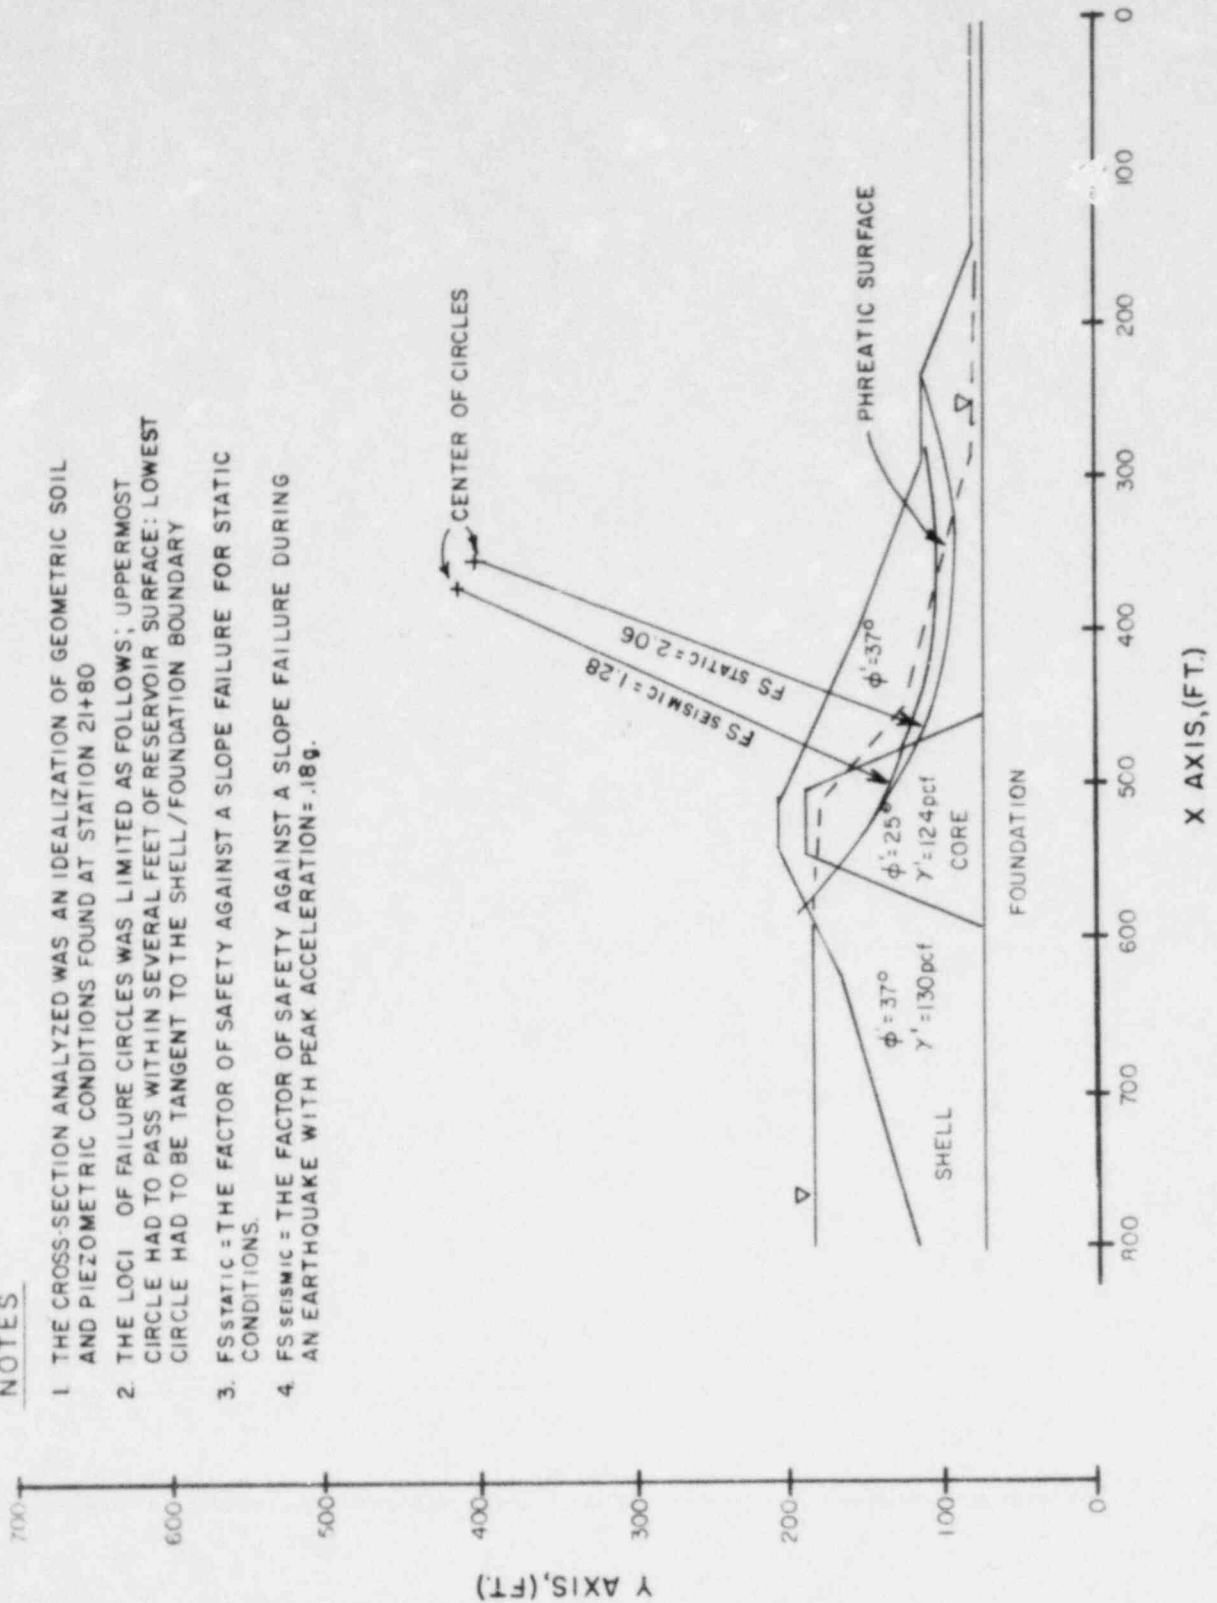 NOTES
1. THE CROSS-SECTION ANALYZED WAS AN IDEALIZATION OF GEOMETRIC SOIL
AND PIEZOMETRIC CONDITIONS FOUND AT STATION 21+80
2. THE LOCI OF FAILURE CIRCLES WAS LIMITED AS FOLLOWS; UPPERMOST
CIRCLE HAD TO PASS WITHIN SEVERAL FEET OF RESERVOIR SURFACE: LOWEST
CIRCLE HAD TO BE TANGENT TO THE SHELL/FOUNDATION BOUNDARY
3. FS STATIC = THE FACTOR OF SAFETY AGAINST A SLOPE FAILURE FOR STATIC
CONDITIONS.
4. FS SEISMIC = THE FACTOR OF SAFETY AGAINST A SLOPE FAILURE DURING
AN EARTHQUAKE WITH PEAK ACCELERATION = .18g.
CENTER OF CIRCLES
FS SEISMIC = 1.28
FS STATIC = 2.06
PHREATIC SURFACE
ϕ'=37°
ϕ'=25°
γ'=124pcf
CORE
ϕ'=37°
γ'=130pcf
SHELL
FOUNDATION
Y AXIS,(FT.)
700
600
500
400
300
200
100
0
800
700
600
500
400
300
200
100
0
X AXIS,(FT.)